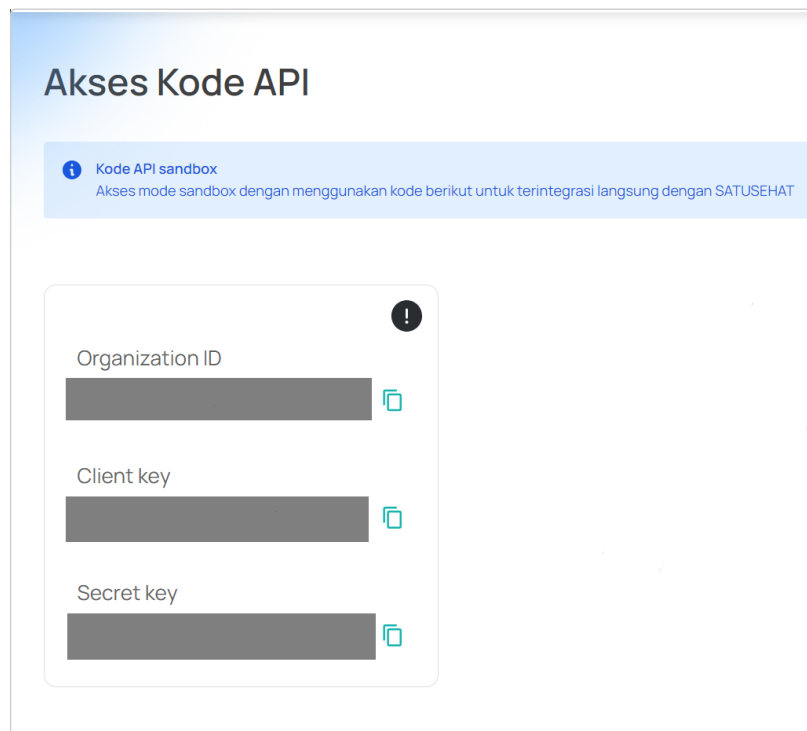 Akses Kode API
Kode API sandbox
Akses mode sandbox dengan menggunakan kode berikut untuk terintegrasi langsung dengan SATUSEHAT
Organization ID
Client key
Secret key